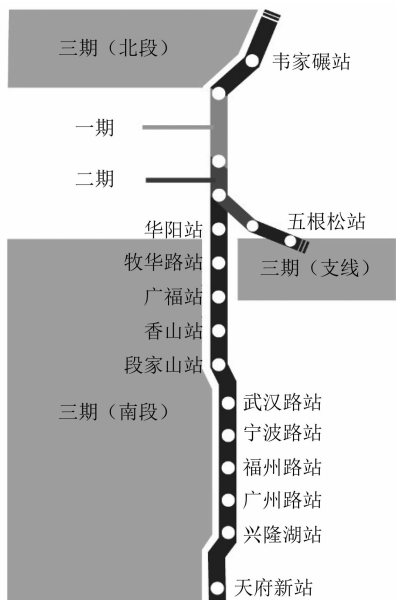 三期（北段）
韦家碾站
一期
二期
五根松站
华阳站
三期（支线）
牧华路站
广福站
香山站
段家山站
三期（南段）
武汉路站
宁波路站
福州路站
广州路站
兴隆湖站
天府新站